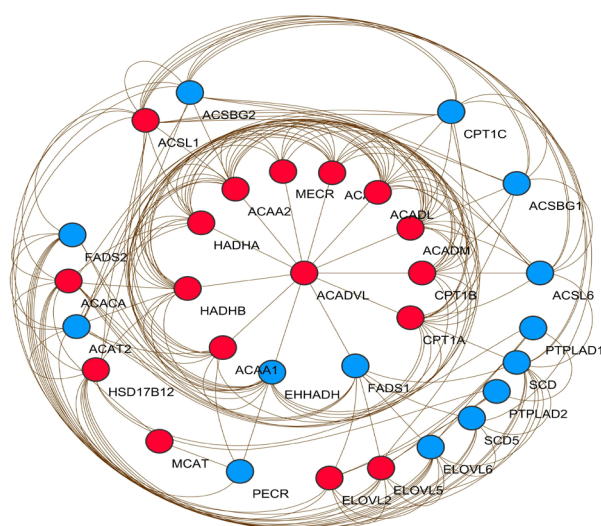 ACSBG2
ACSL1
CPT1C
MECR
ACSBG1
ACAA2
ACADL
HADHA
ACADM
FADS2
ACACA
ACADVL
CPT1B
ACSL6
HADHB
ACAT2
CPT1A
PTPLAD1
HSD17B12
ACAA1
EHHADH
FADS1
SCD
PTPLAD2
SCD5
MCAT
ELOVL6
PECR
ELOVL2
ELOVL5